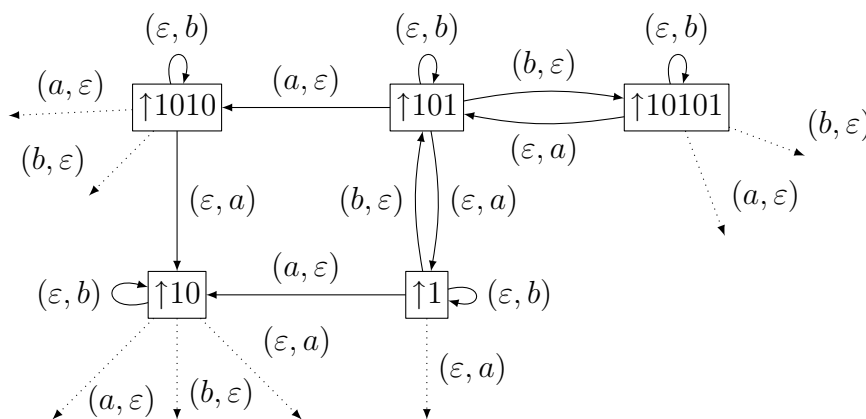 (ε, b) (ε, b) (ε, b)
(a, ε) (a, ε) (b, ε)
↑1010 ↑101 ↑10101
(b, ε) (ε, a) (b, ε)
(ε, a) (b, ε) (ε, a) (a, ε)
(a, ε)
(ε, b) ↑10 ↑1 (ε, b)
(ε, a)
(a, ε) (b, ε) (ε, a)